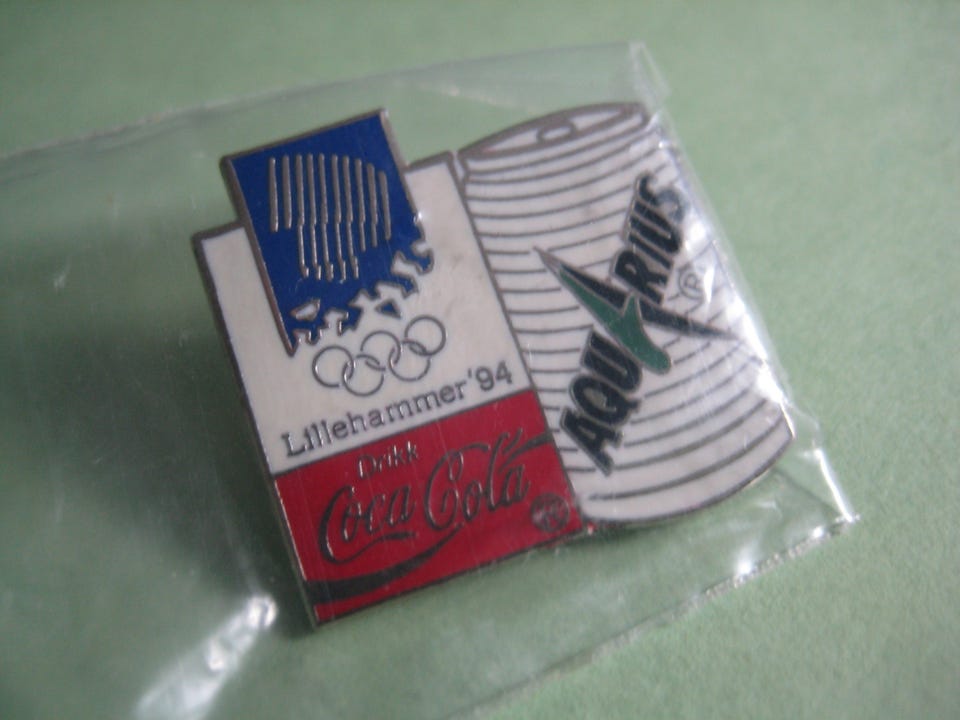 Lillehammer '94
Drikk
Coca Cola ®
AQUARIUS ®